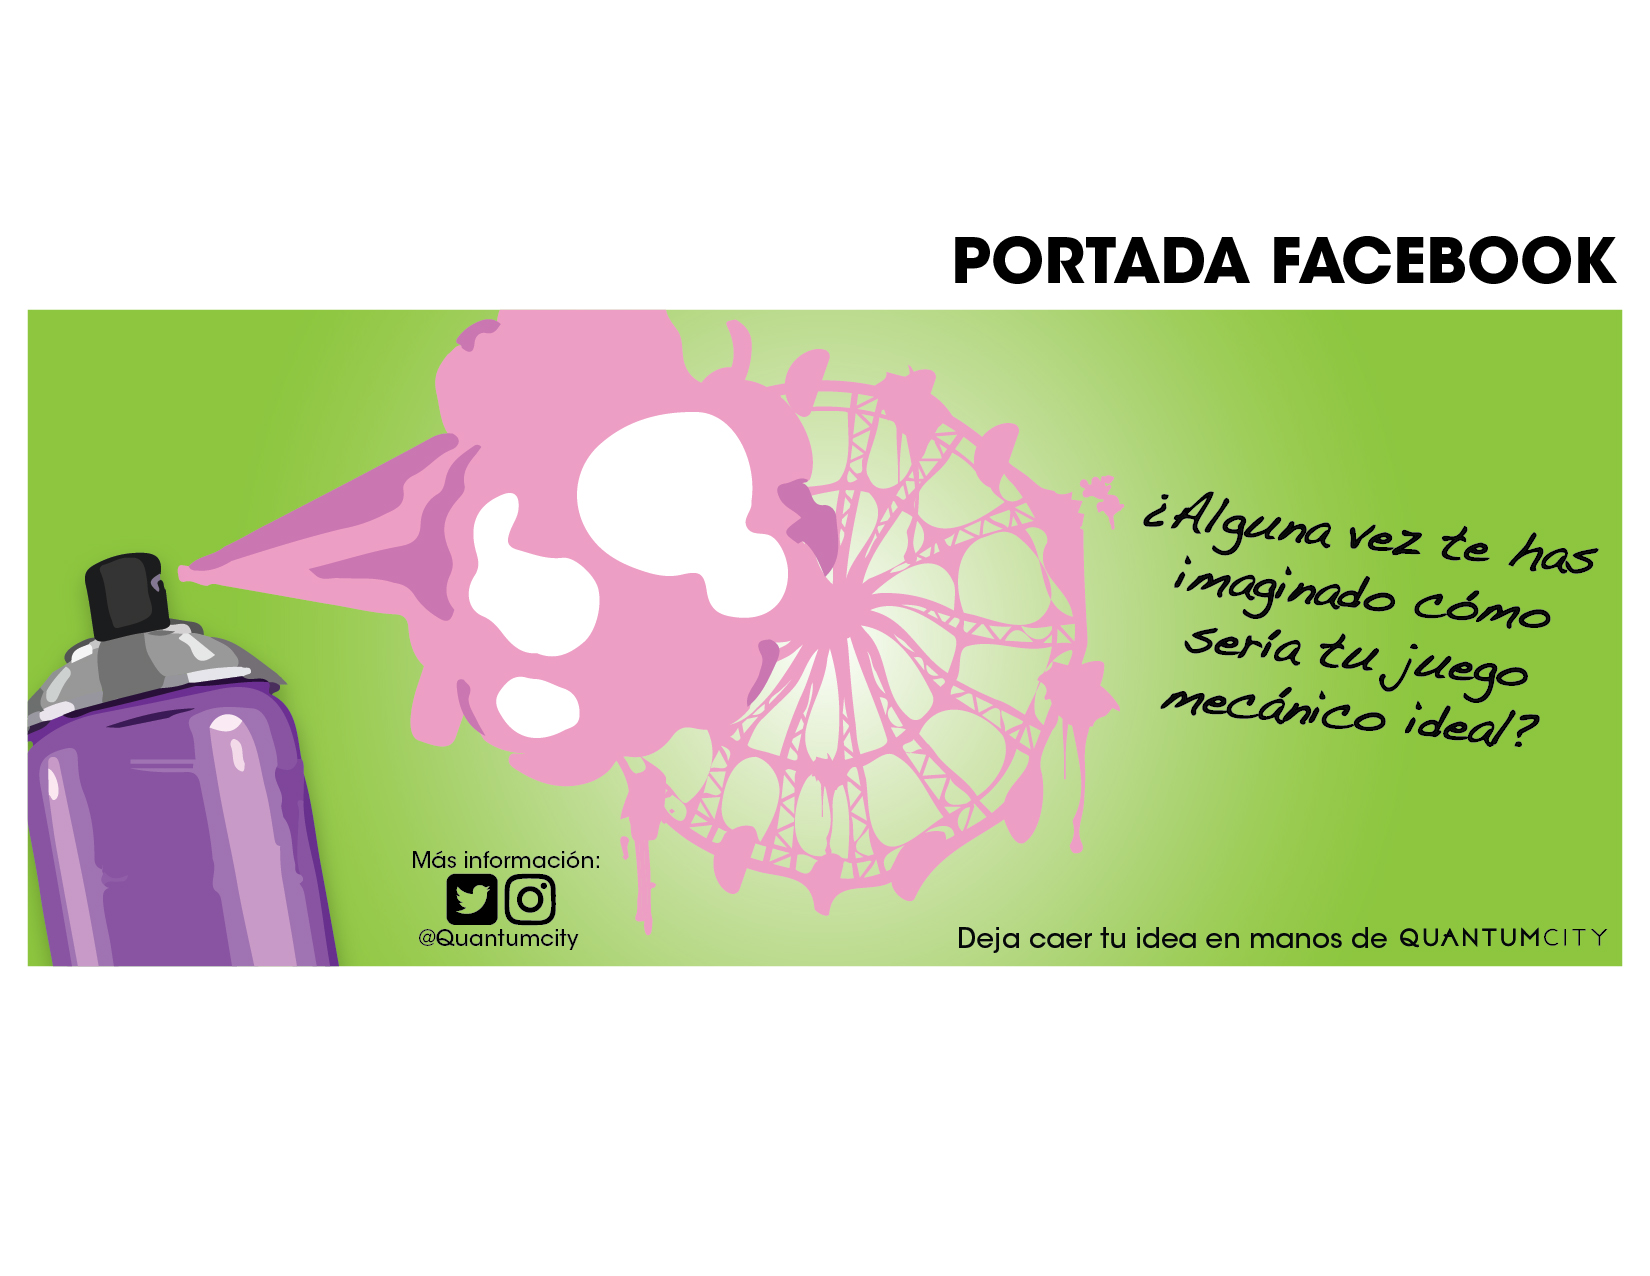 PORTADA FACEBOOK
¿Alguna vez te has
imaginado cómo
sería tu juego
mecánico ideal?
Más información:
@Quantumcity
Deja caer tu idea en manos de QUANTUMCITY